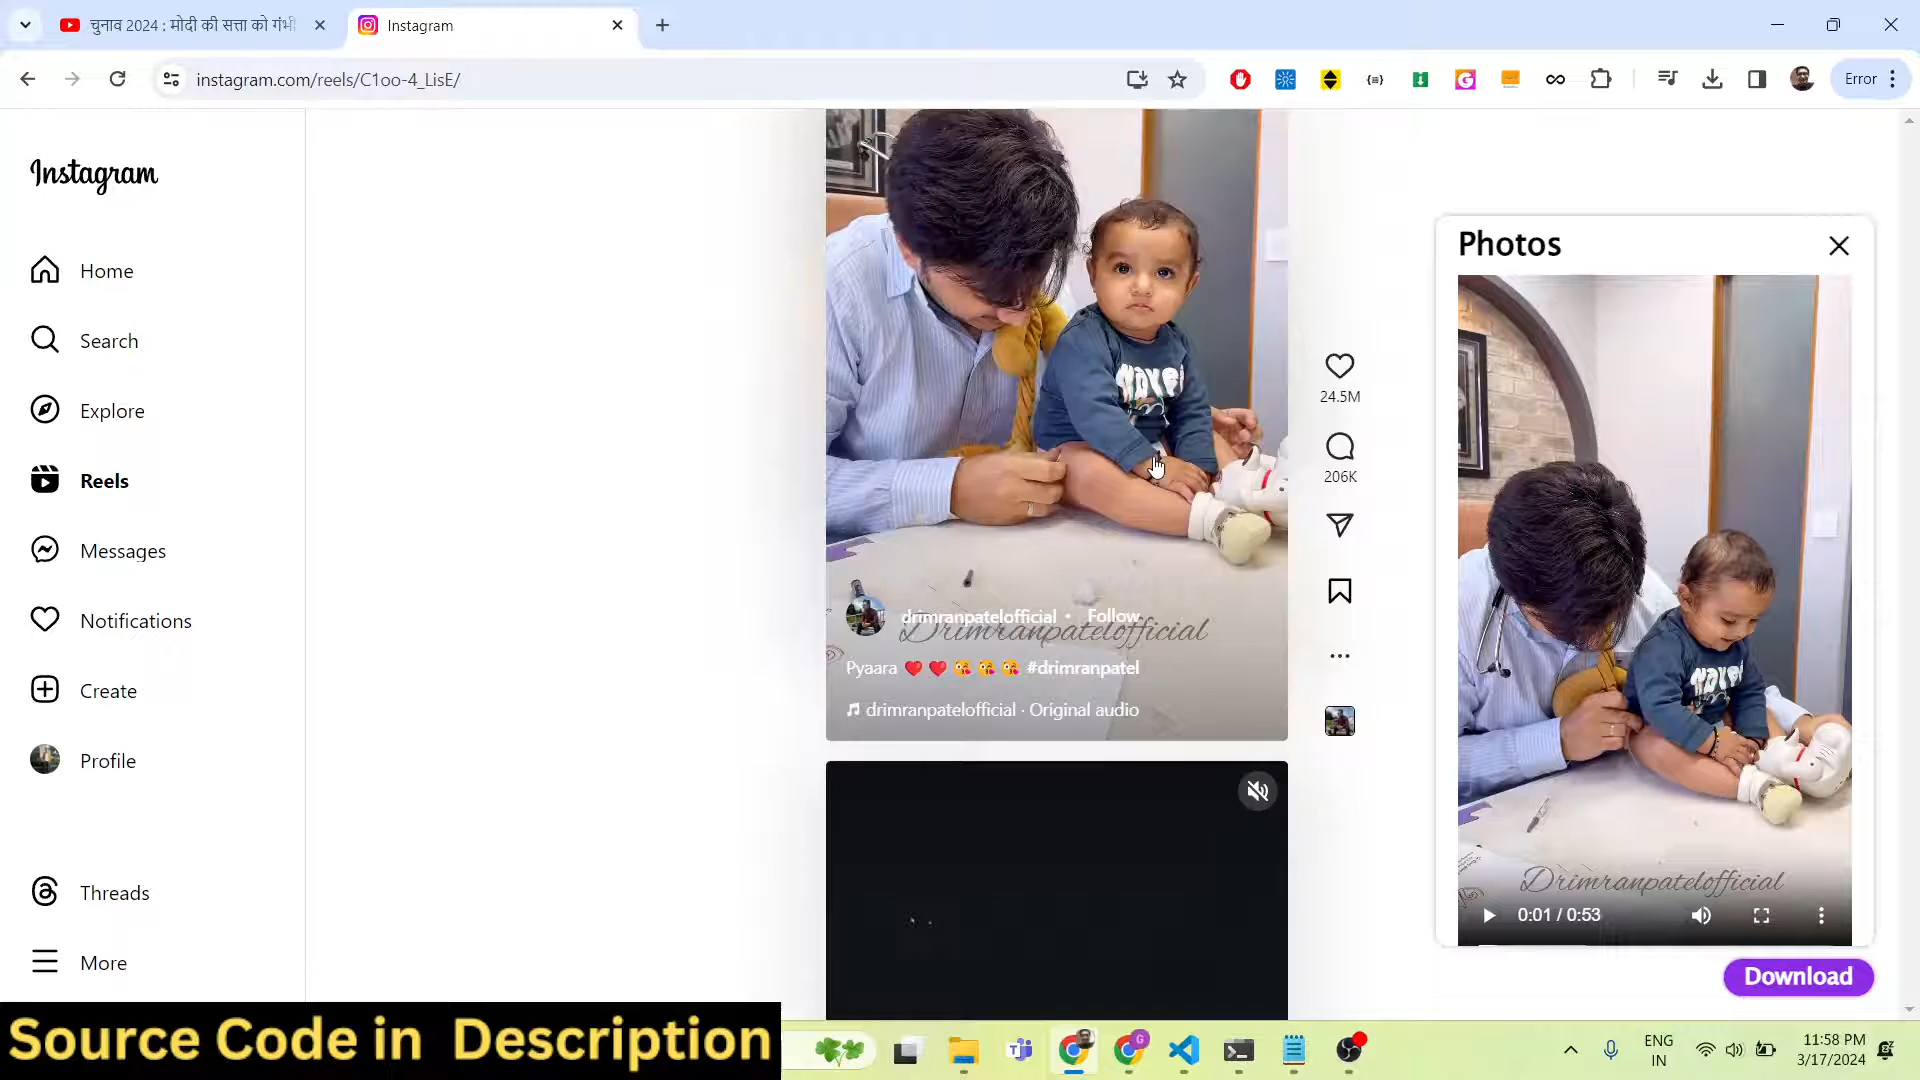 चुनाव 2024 : मोदी की सत्ता को गंभी
Instagram
instagram.com/reels/C1oo-4_LisE/
Error
Instagram
Home
Search
Explore
Reels
Messages
Notifications
Create
Profile
Threads
More
24.5M
206K
drimranpatelofficial • Follow
Drimranpatelofficial
Pyaara ♥️ ♥️ 😘 😘 😘 #drimranpatel
drimranpatelofficial · Original audio
Photos
Drimranpatelofficial
0:01 / 0:53
Download
Source Code in Description
ENG
IN
11:58 PM
3/17/2024